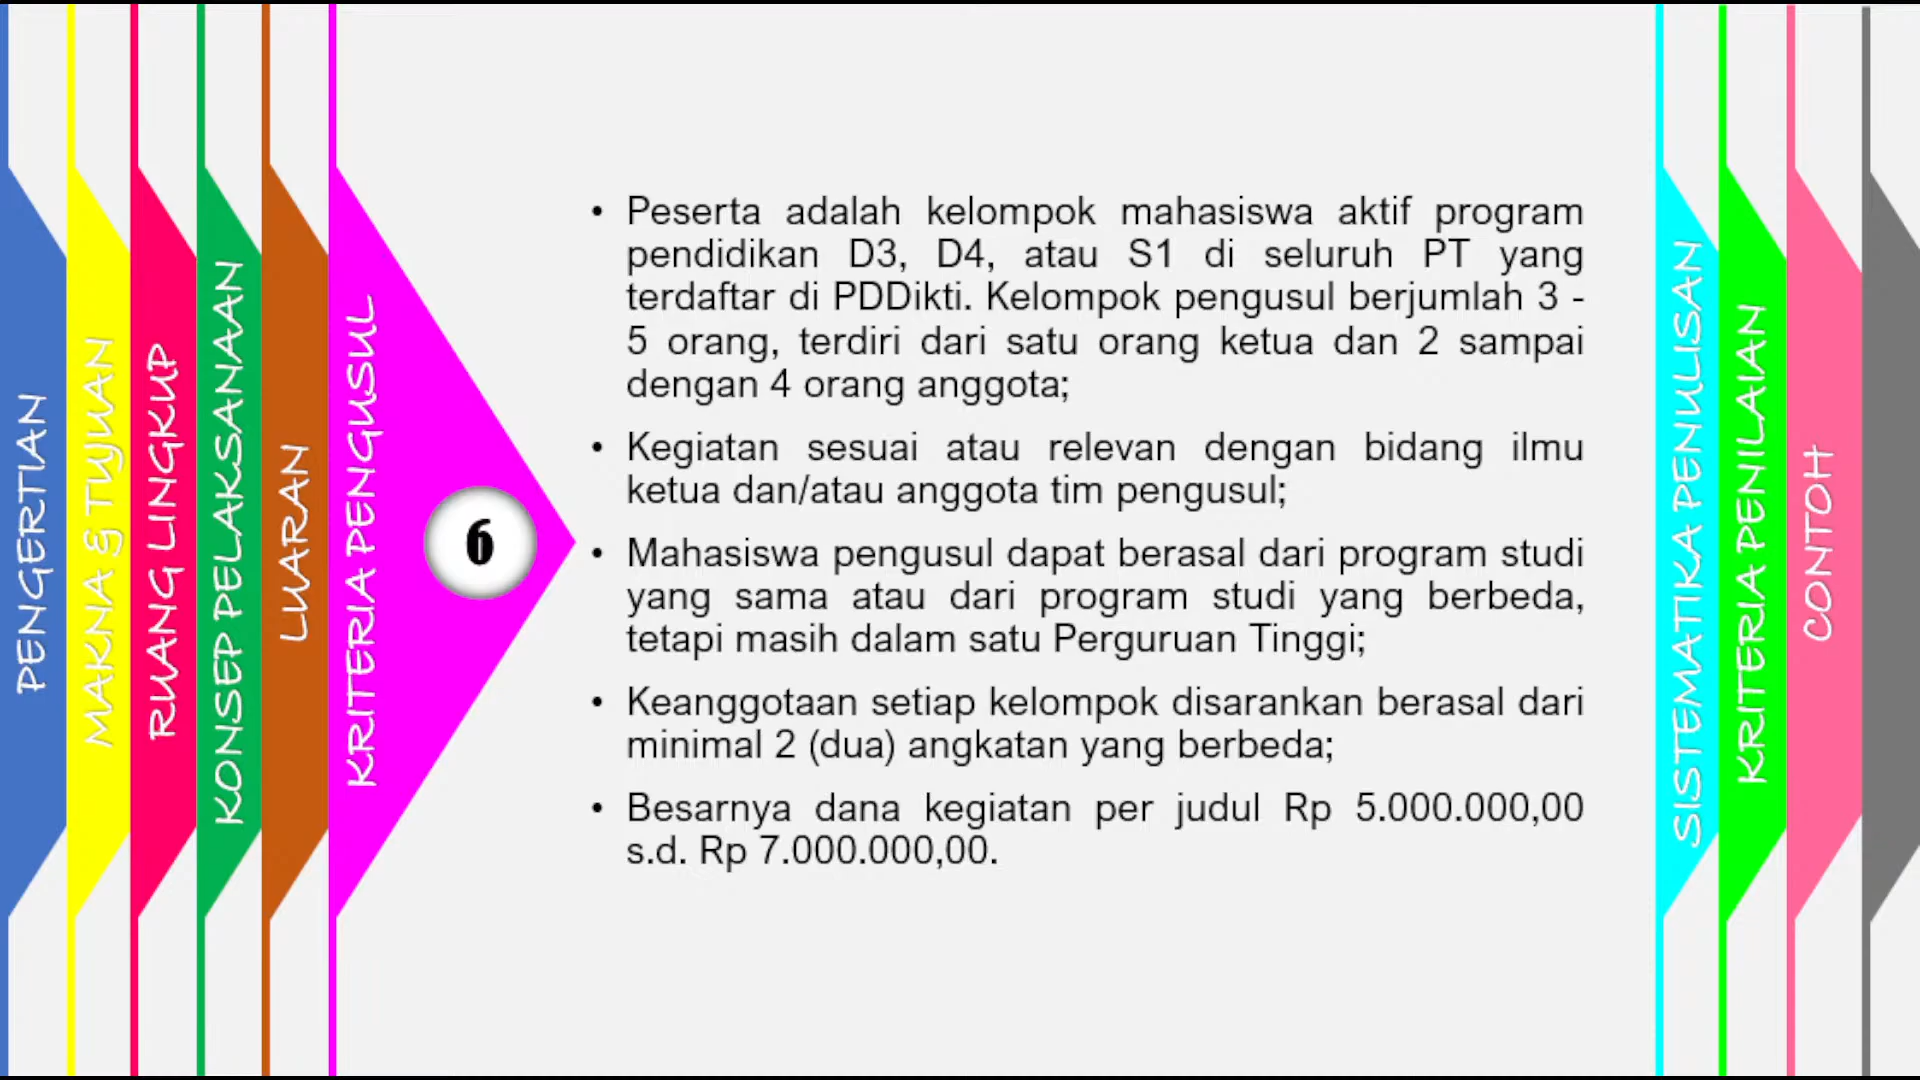 PENGERTIAN
MAKNA & TUJUAN
RUANG LINGKUP
KONSEP PELAKSANAAN
LUARAN
KRITERIA PENGUSUL
6
• Peserta adalah kelompok mahasiswa aktif program
pendidikan D3, D4, atau S1 di seluruh PT yang
terdaftar di PDDikti. Kelompok pengusul berjumlah 3 -
5 orang, terdiri dari satu orang ketua dan 2 sampai
dengan 4 orang anggota;
• Kegiatan sesuai atau relevan dengan bidang ilmu
ketua dan/atau anggota tim pengusul;
• Mahasiswa pengusul dapat berasal dari program studi
yang sama atau dari program studi yang berbeda,
tetapi masih dalam satu Perguruan Tinggi;
• Keanggotaan setiap kelompok disarankan berasal dari
minimal 2 (dua) angkatan yang berbeda;
• Besarnya dana kegiatan per judul Rp 5.000.000,00
s.d. Rp 7.000.000,00.
SISTEMATIKA PENULISAN
KRITERIA PENILAIAN
CONTOH